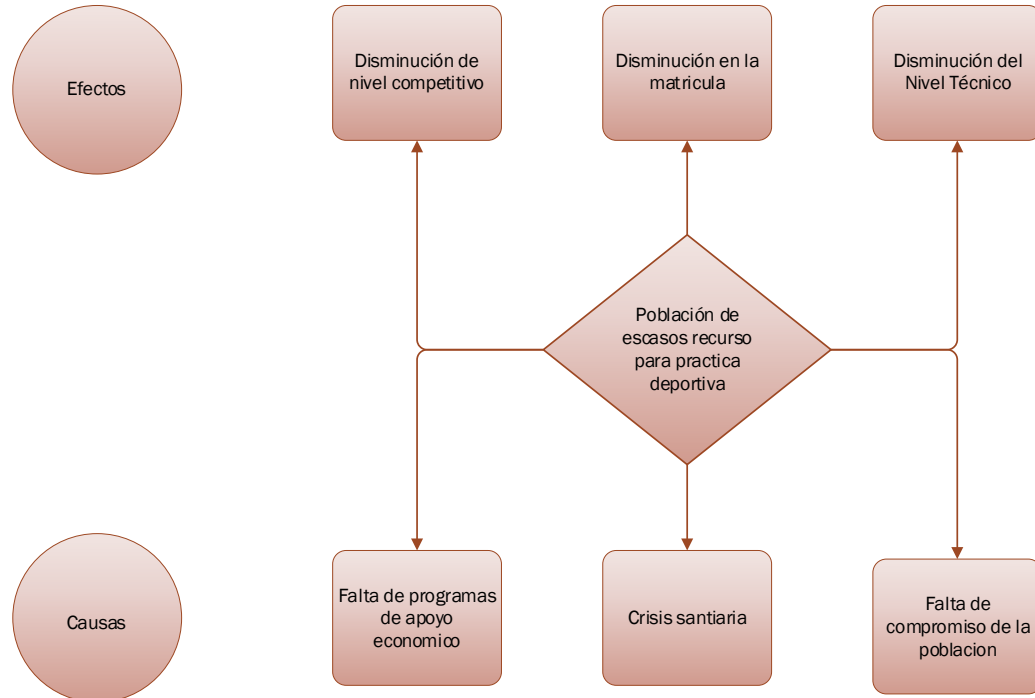 Efectos
Disminución de
nivel competitivo
Disminución en la
matricula
Disminución del
Nivel Técnico
Población de
escasos recurso
para practica
deportiva
Causas
Falta de programas
de apoyo
economico
Crisis santiaria
Falta de
compromiso de la
poblacion